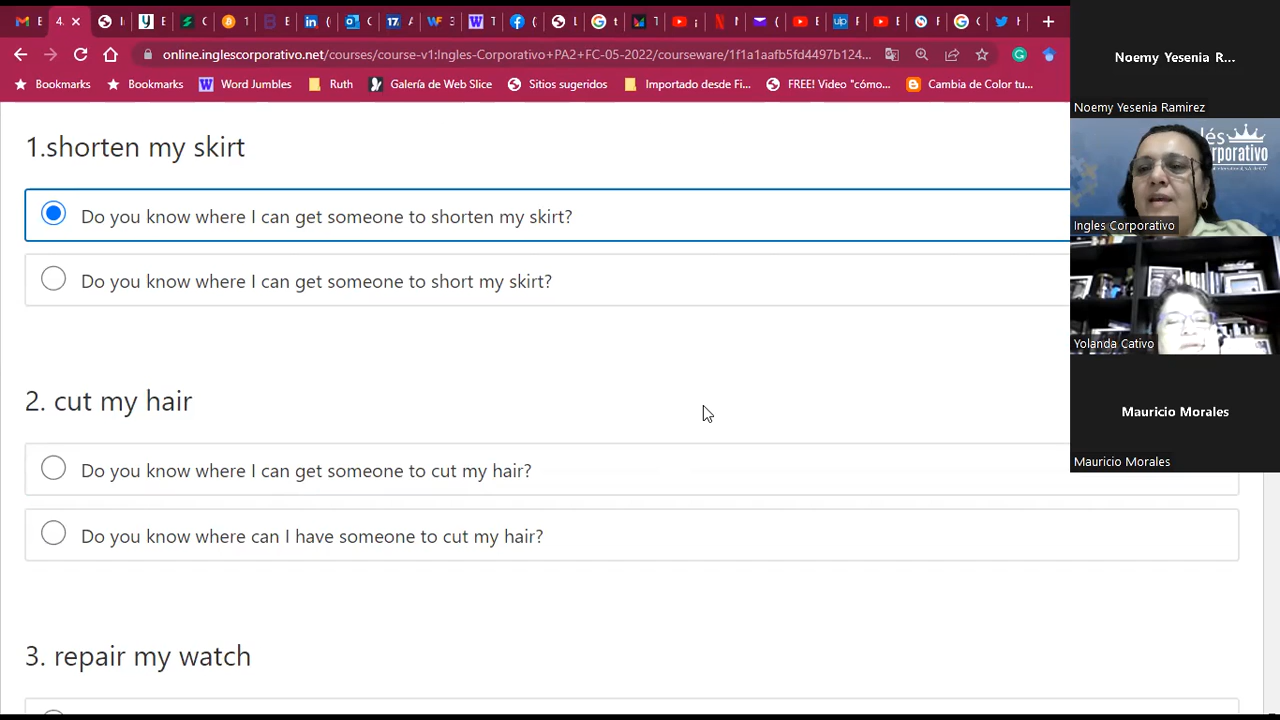 4.
online.inglescorporativo.net/courses/course-v1:Ingles-Corporativo+PA2+FC-05-2022/courseware/1f1a1aafb5fd4497b124...
Bookmarks Bookmarks Word Jumbles Ruth Galería de Web Slice Sitios sugeridos Importado desde Fi... FREE! Video "cómo... Cambia de Color tu...
Noemy Yesenia R...
Noemy Yesenia Ramirez
Ingles Corporativo
Yolanda Cativo
Mauricio Morales
Mauricio Morales
1.shorten my skirt
Do you know where I can get someone to shorten my skirt?
Do you know where I can get someone to short my skirt?
2. cut my hair
Do you know where I can get someone to cut my hair?
Do you know where can I have someone to cut my hair?
3. repair my watch